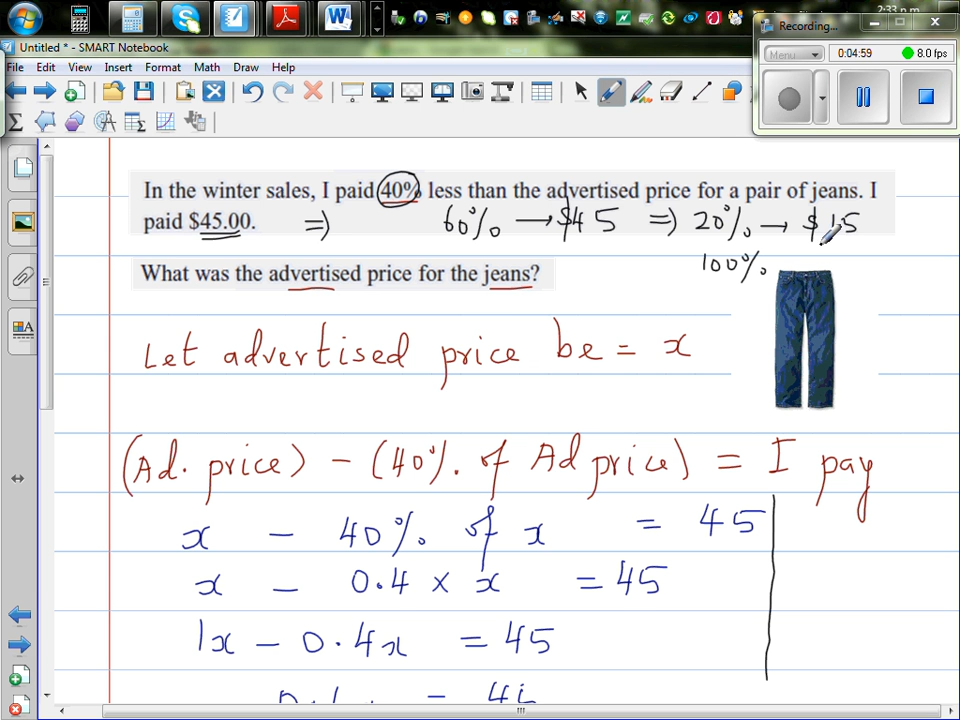 2:33 p.m.
Recording...
Untitled * - SMART Notebook
Menu
0:04:59
8.0 fps
File Edit View Insert Format Math Draw Help
In the winter sales, I paid 40% less than the advertised price for a pair of jeans. I
paid $45.00. ⇒ 60% → $45 ⇒ 20% → $15
100%
What was the advertised price for the jeans?
Let advertised price be = x
(Ad. price) - (40% of Ad price) = I pay
x - 40% of x = 45
x - 0.4 × x = 45
1x - 0.4x = 45